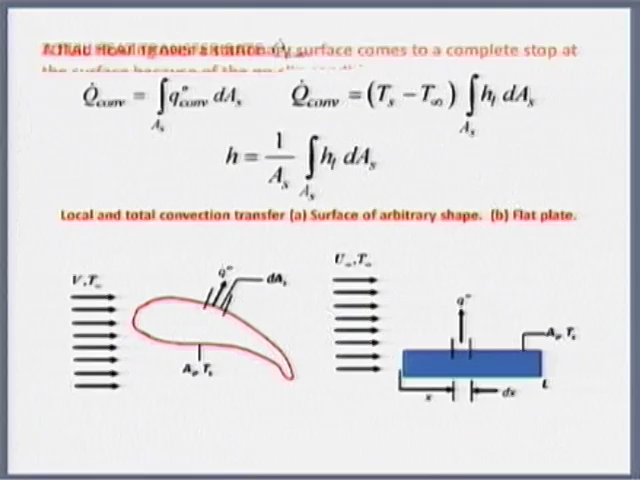 surface comes to a complete stop at
Q̇conv = ∫As q"conv dAs    Q̇conv = (Ts − T∞) ∫As hl dAs
h = 1/As ∫As hl dAs
Local and total convection transfer (a) Surface of arbitrary shape. (b) Flat plate.
V,T∞
q"
dAs
As, Ts
U∞,T∞
q"
As, Ts
x
dx
L